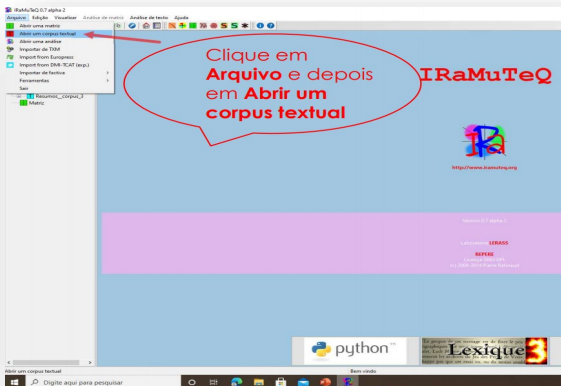 IRaMuTeQ 0.7 alpha 2
Arquivo Edição Visualizar Análise de matriz Análise de texto Ajuda
Abrir uma matriz
Abrir um corpus textual
Abrir uma análise
Importar de TXM
Import from Europress
Import from DMI-TCAT (exp.)
Importar de factiva
Ferramentas
Sair
Resumos_corpus_3
Matriz
Clique em
Arquivo e depois
em Abrir um
corpus textual
IRaMuTeQ
http://www.iramuteq.org
Version 0.7 alpha 2
Laboratoire LERASS
REPERE
python
Lexique 3
Abrir um corpus textual
Bem vindo
Digite aqui para pesquisar